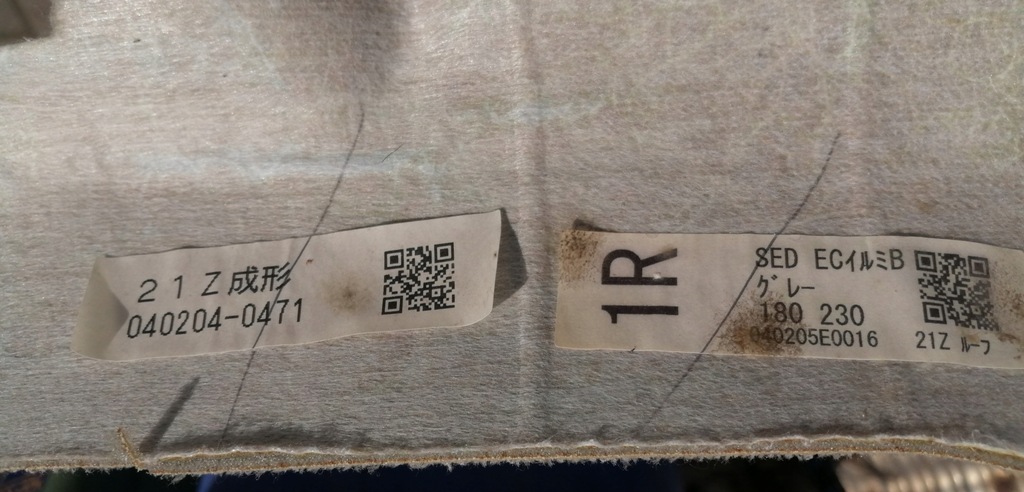 21Z成形
040204-0471
1R
SED ECｲﾙﾐB
ｸﾞﾚｰ
180 230
040205E0016
21Z ﾙｰﾌ